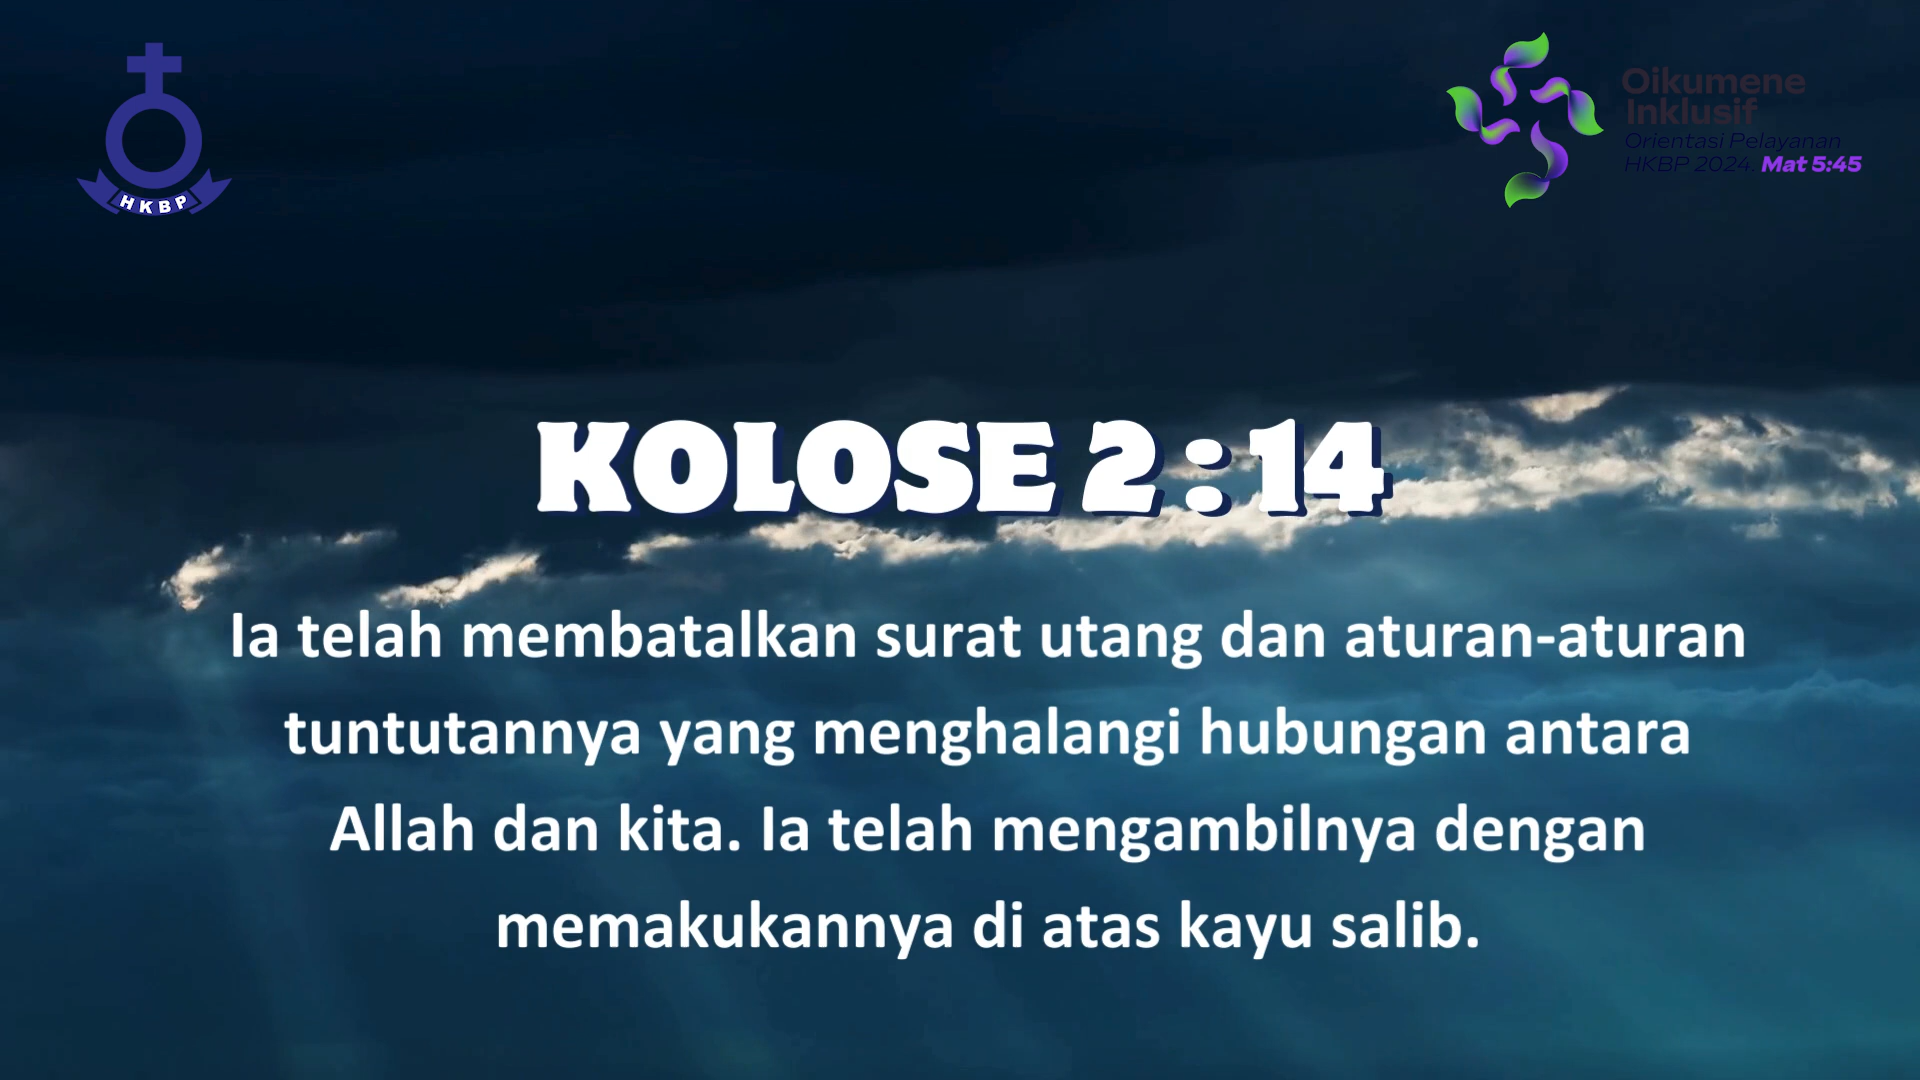 HKBP
Oikumene
Inklusif
Orientasi Pelayanan
HKBP 2024. Mat 5:45
KOLOSE 2 : 14
Ia telah membatalkan surat utang dan aturan-aturan
tuntutannya yang menghalangi hubungan antara
Allah dan kita. Ia telah mengambilnya dengan
memakukannya di atas kayu salib.